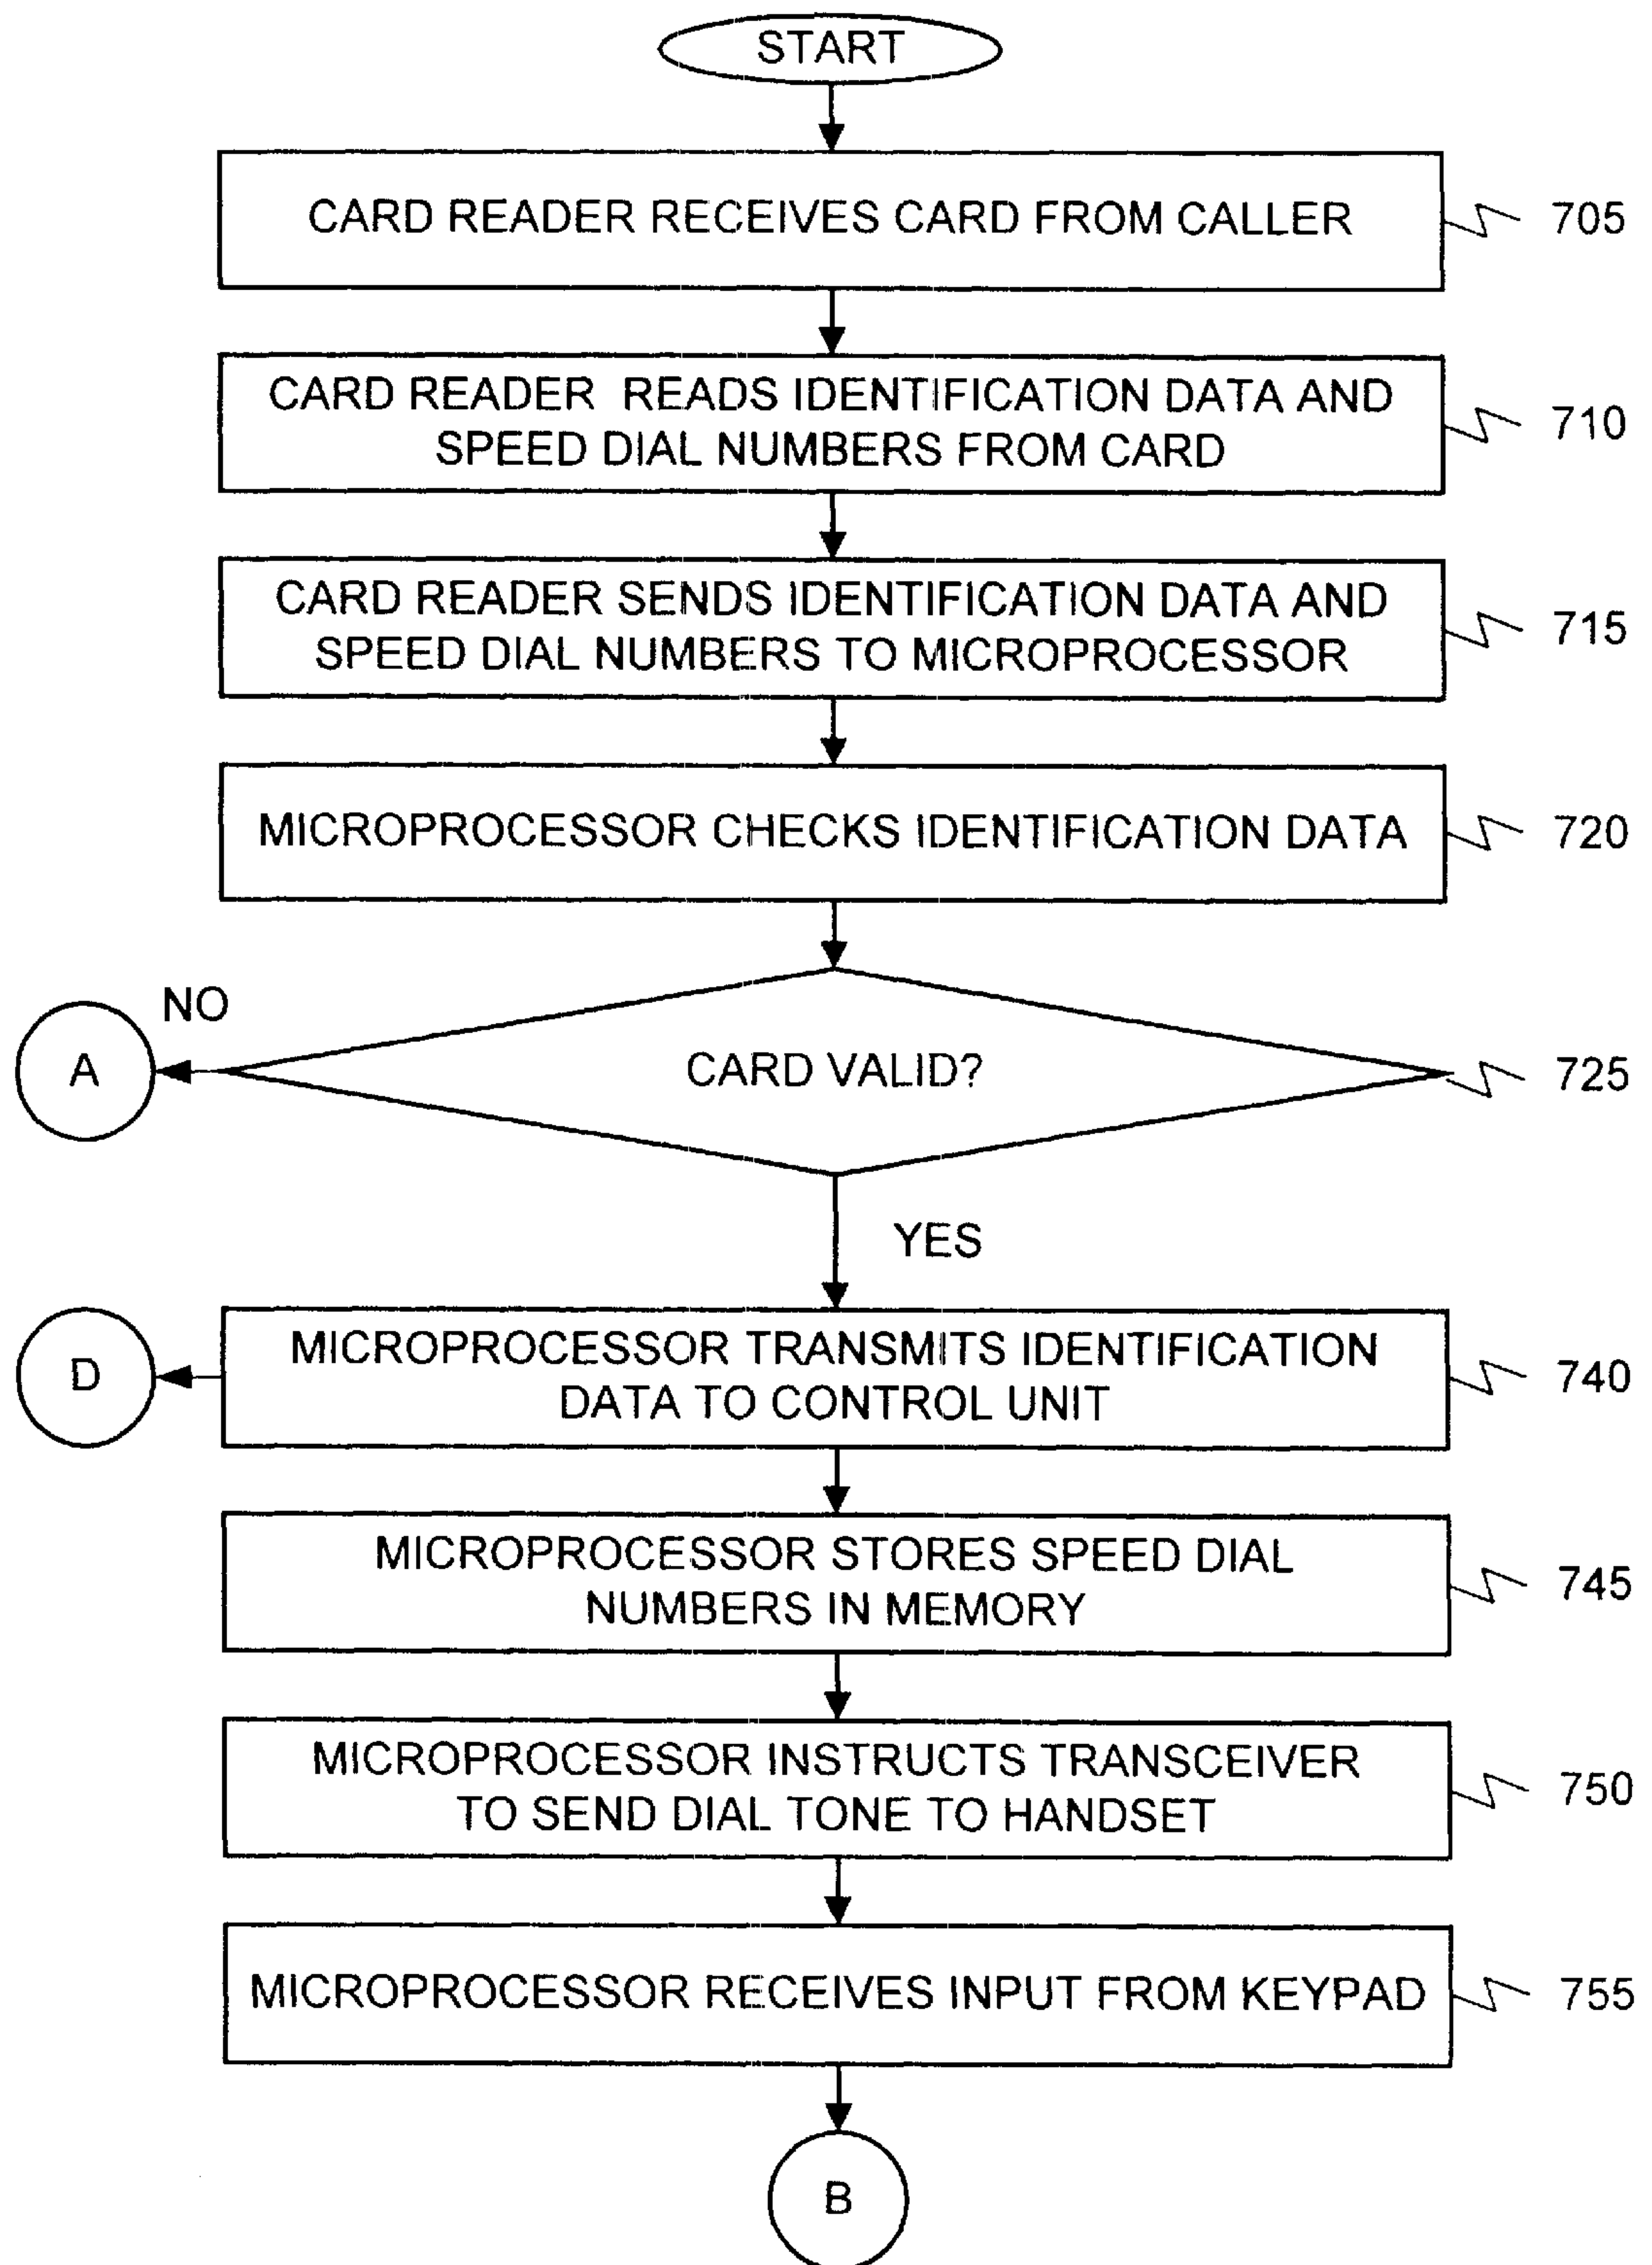 START
CARD READER RECEIVES CARD FROM CALLER
705
CARD READER READS IDENTIFICATION DATA AND
SPEED DIAL NUMBERS FROM CARD
710
CARD READER SENDS IDENTIFICATION DATA AND
SPEED DIAL NUMBERS TO MICROPROCESSOR
715
MICROPROCESSOR CHECKS IDENTIFICATION DATA
720
NO
A
CARD VALID?
725
YES
D
MICROPROCESSOR TRANSMITS IDENTIFICATION
DATA TO CONTROL UNIT
740
MICROPROCESSOR STORES SPEED DIAL
NUMBERS IN MEMORY
745
MICROPROCESSOR INSTRUCTS TRANSCEIVER
TO SEND DIAL TONE TO HANDSET
750
MICROPROCESSOR RECEIVES INPUT FROM KEYPAD
755
B